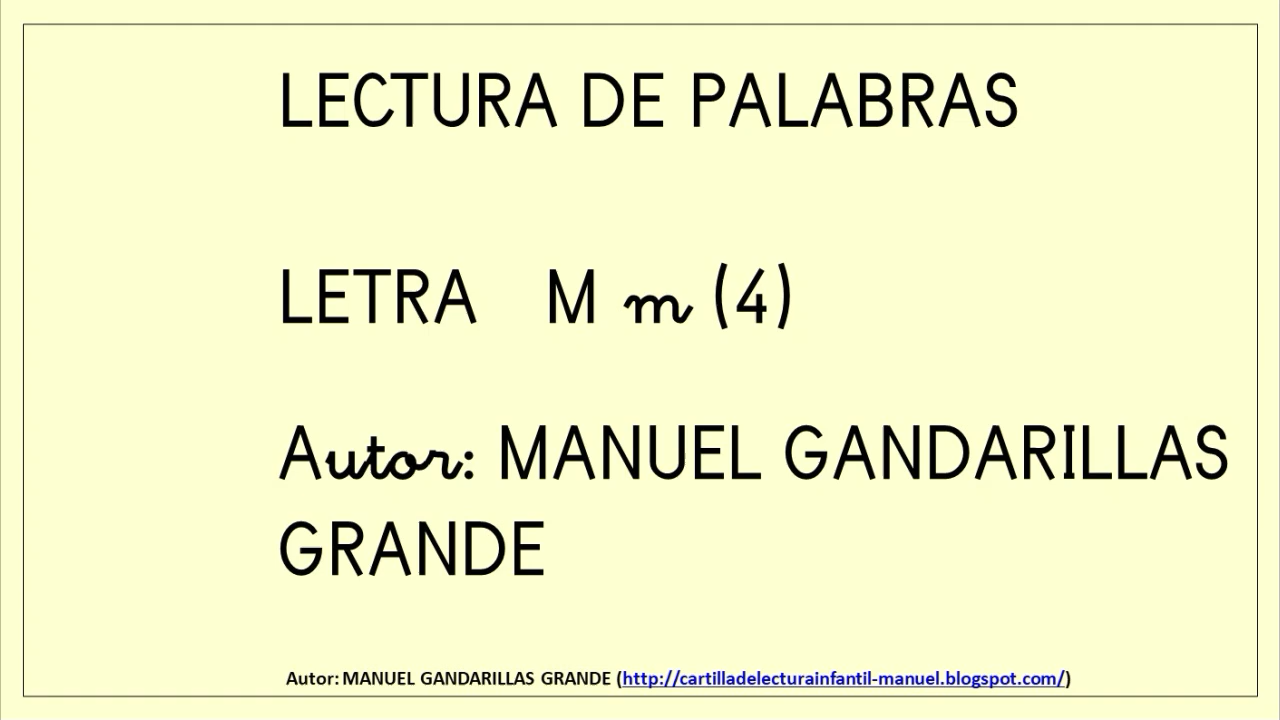 LECTURA DE PALABRAS
LETRA M m (4)
Autor: MANUEL GANDARILLAS
GRANDE
Autor: MANUEL GANDARILLAS GRANDE (http://cartilladelecturainfantil-manuel.blogspot.com/)